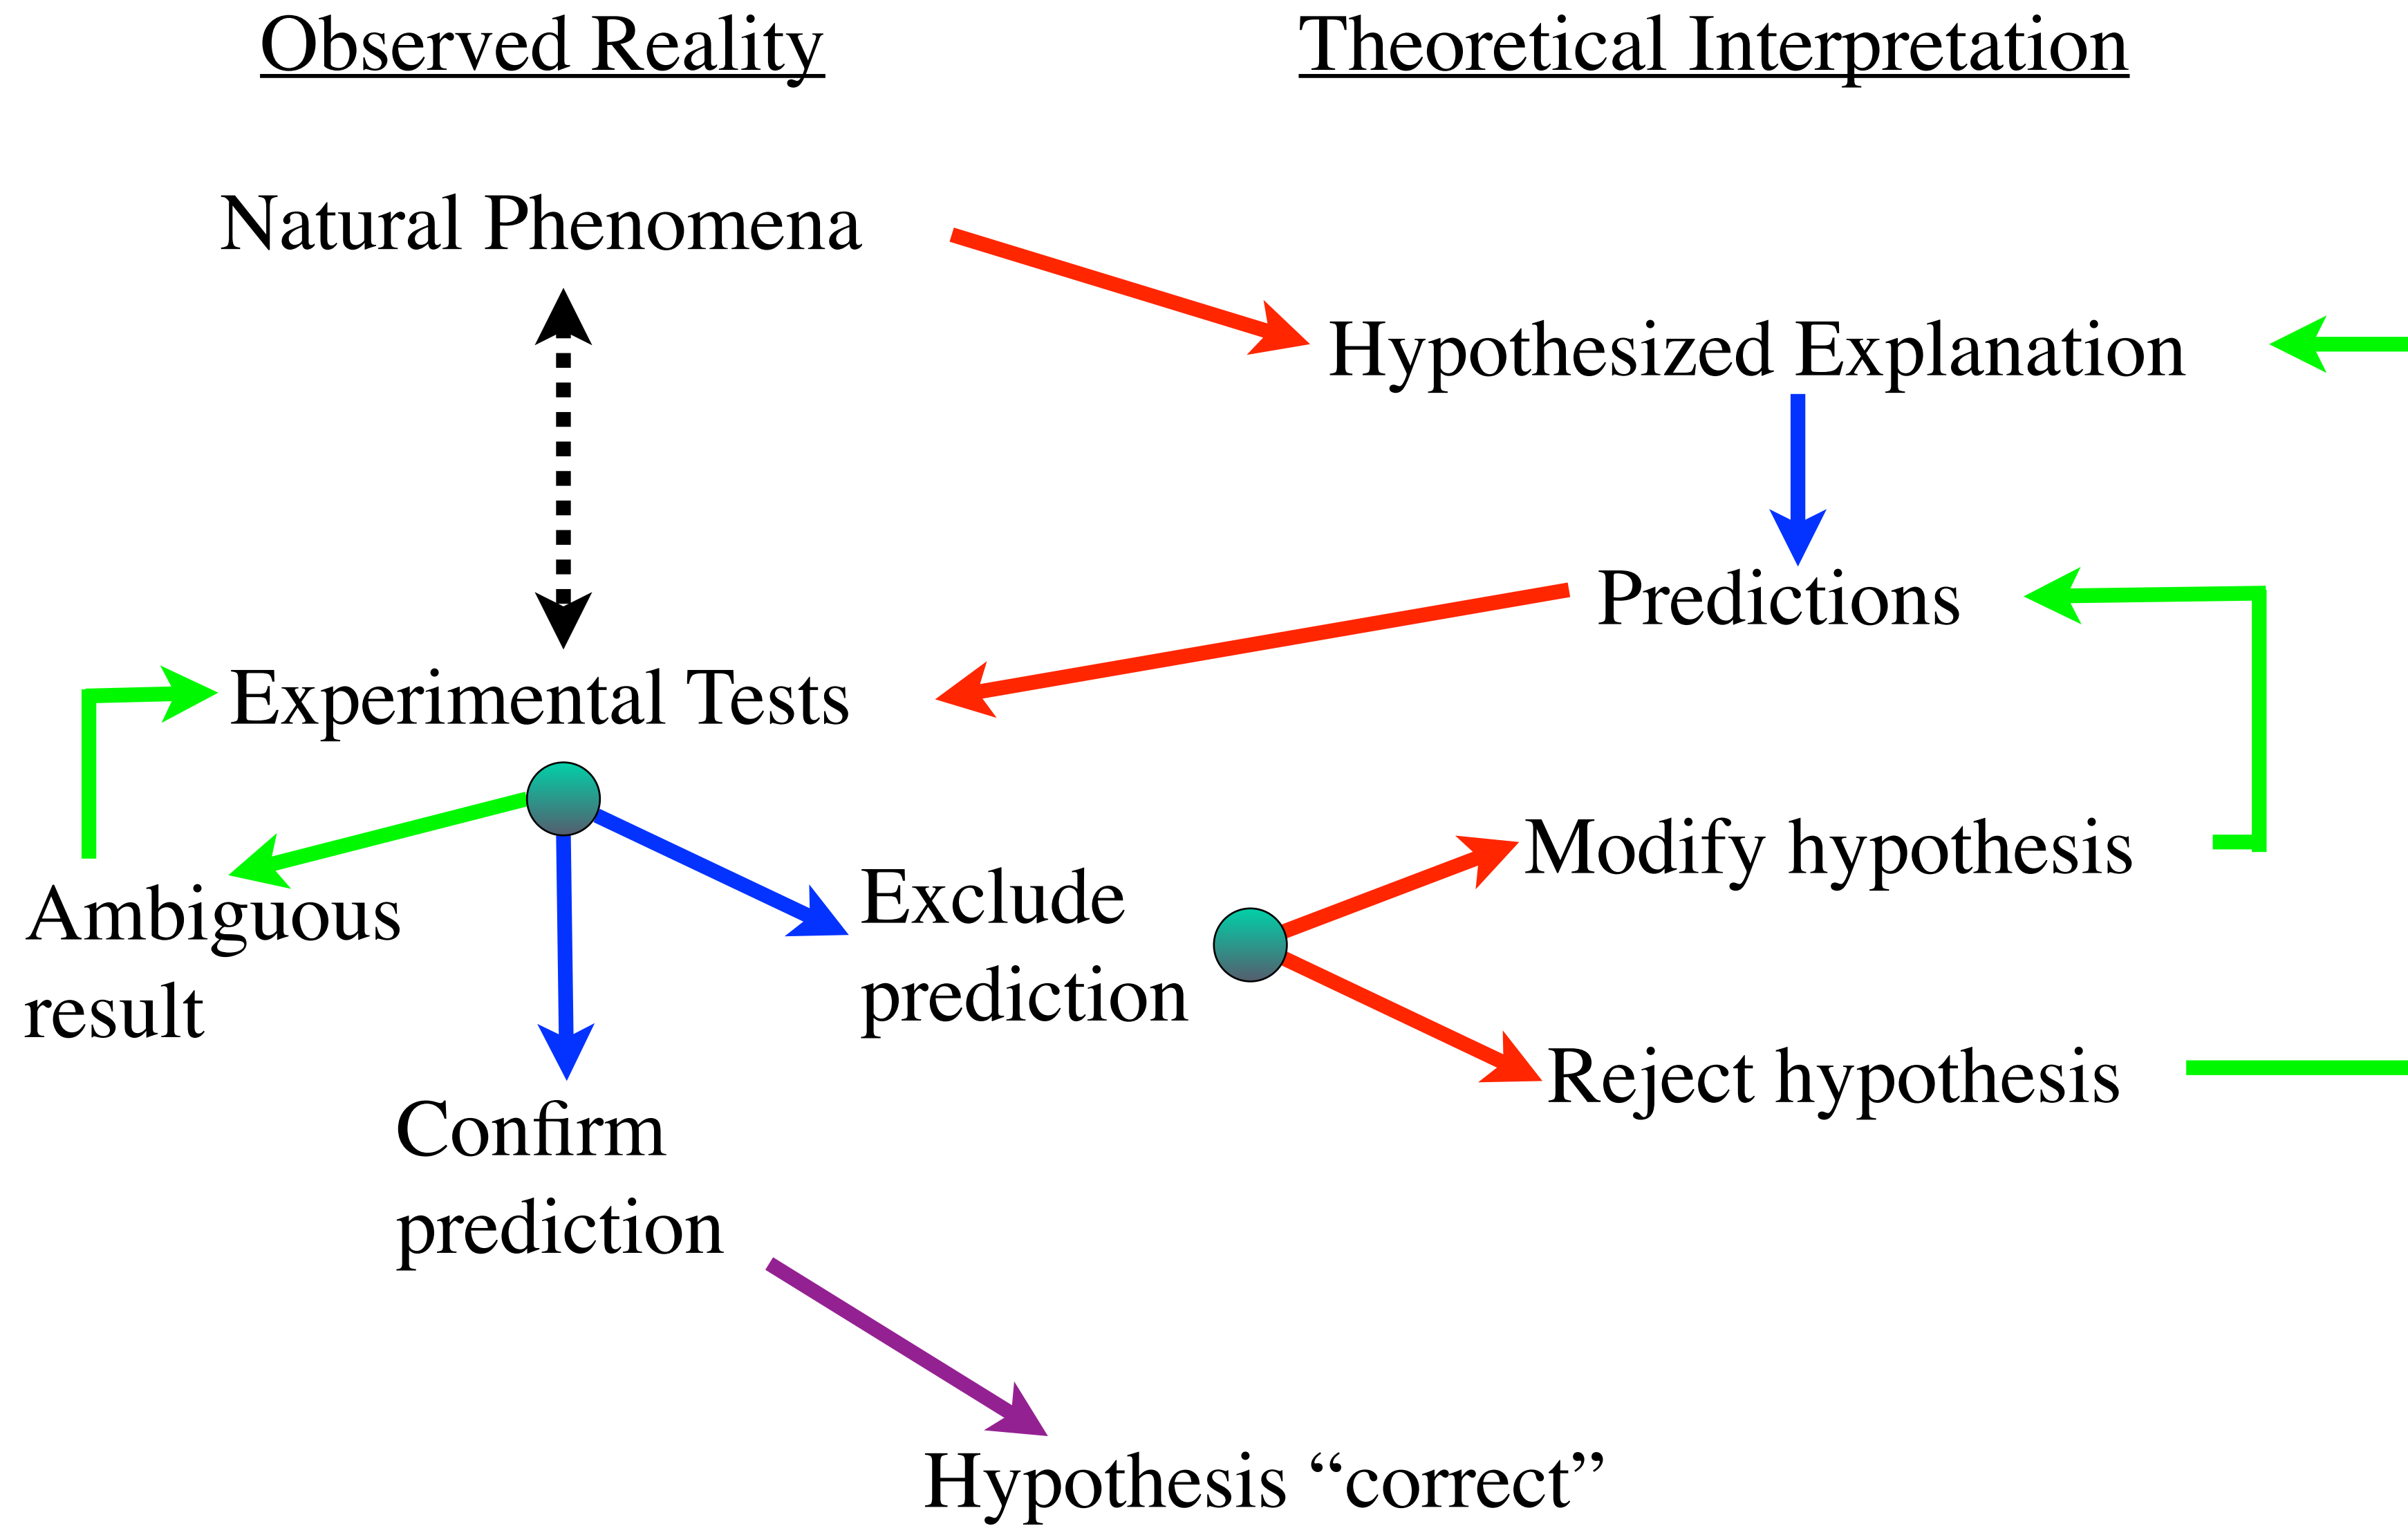 Observed Reality
Theoretical Interpretation
Natural Phenomena
Hypothesized Explanation
Predictions
Experimental Tests
Modify hypothesis
Exclude
prediction
Ambiguous
result
Reject hypothesis
Confirm
prediction
Hypothesis “correct”